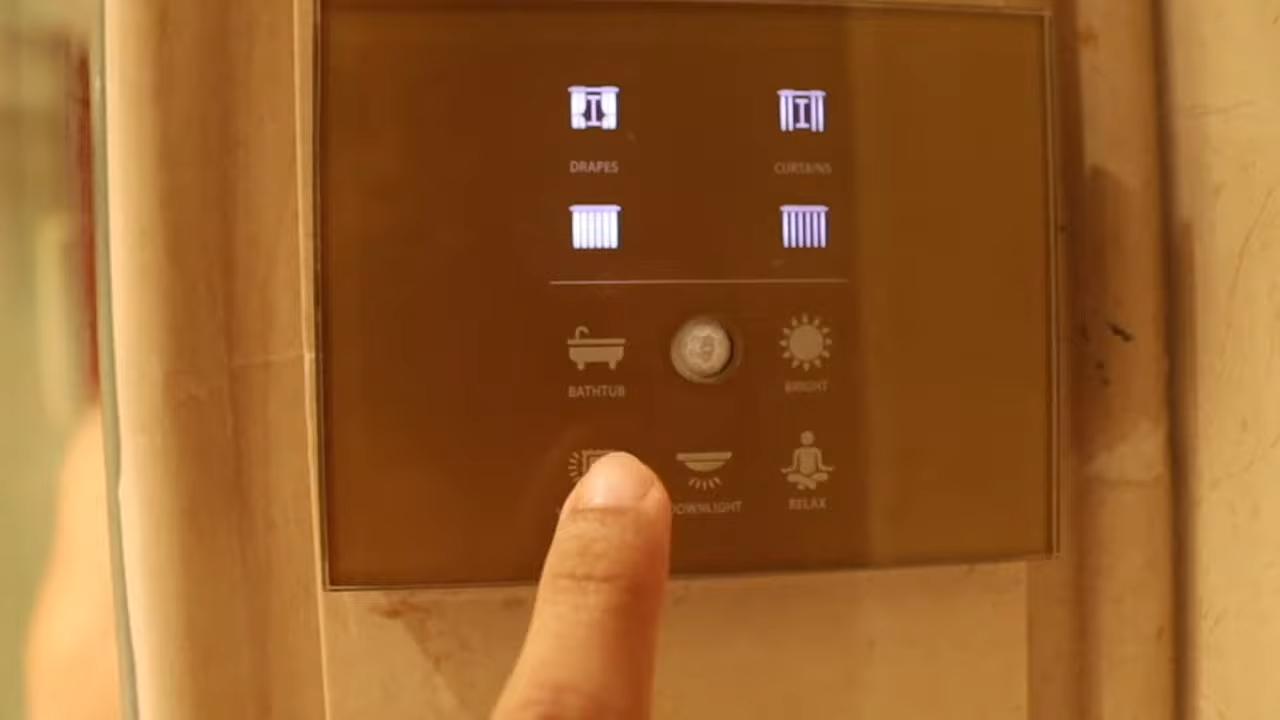 DRAPES
CURTAINS
BATHTUB
BRIGHT
DOWNLIGHT
RELAX